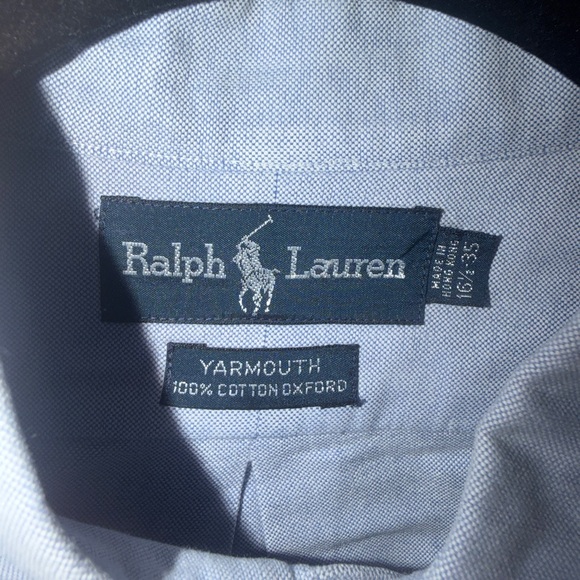 Ralph Lauren
MADE IN
HONG KONG
16½-35
YARMOUTH
100% COTTON OXFORD